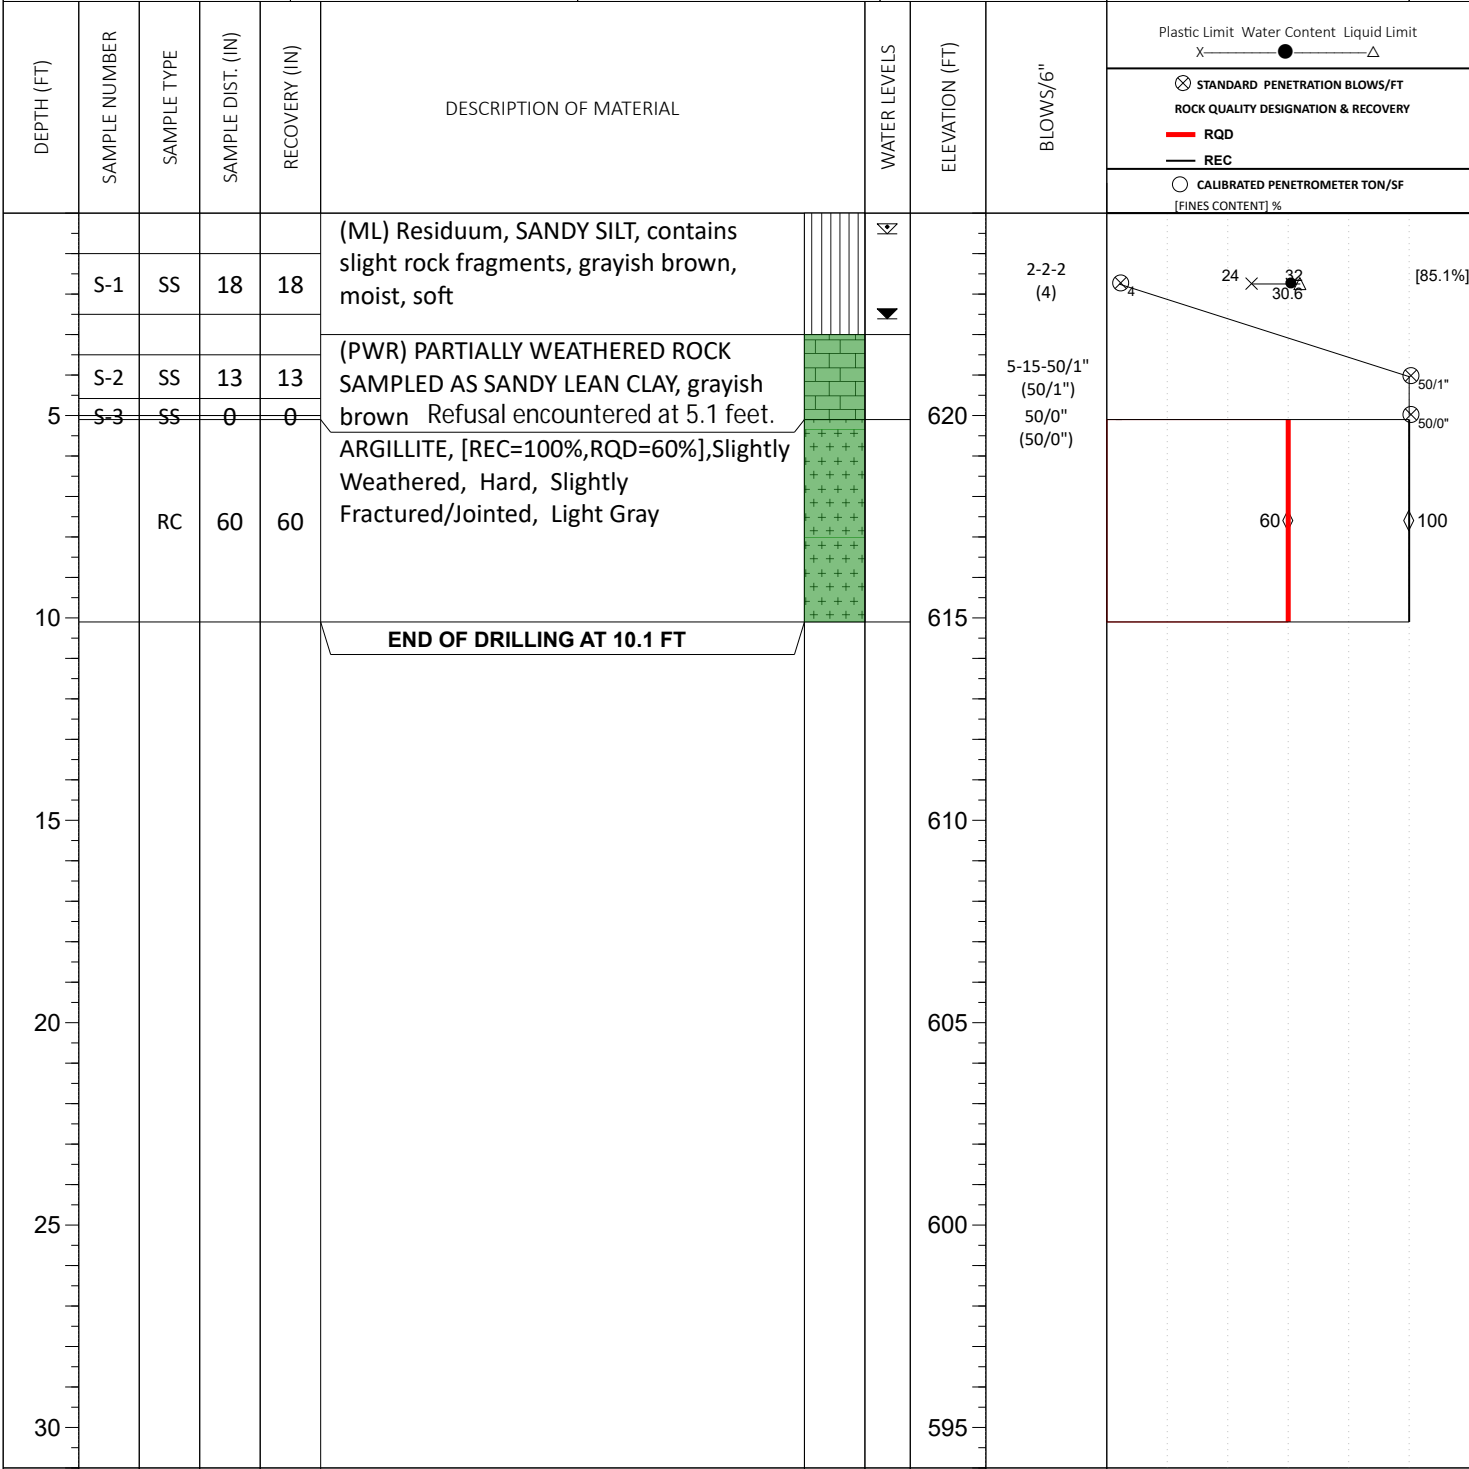 DEPTH (FT)
SAMPLE NUMBER
SAMPLE TYPE
SAMPLE DIST. (IN)
RECOVERY (IN)
DESCRIPTION OF MATERIAL
WATER LEVELS
ELEVATION (FT)
BLOWS/6"
Plastic Limit Water Content Liquid Limit
X
STANDARD PENETRATION BLOWS/FT
ROCK QUALITY DESIGNATION & RECOVERY
RQD
REC
CALIBRATED PENETROMETER TON/SF
[FINES CONTENT] %
(ML) Residuum, SANDY SILT, contains
slight rock fragments, grayish brown,
moist, soft
S-1 SS 18 18
2-2-2
(4)
4
24
32
30.6
[85.1%]
(PWR) PARTIALLY WEATHERED ROCK
SAMPLED AS SANDY LEAN CLAY, grayish
brown Refusal encountered at 5.1 feet.
S-2 SS 13 13
5-15-50/1"
(50/1")
50/1"
5 S-3 SS 0 0
620
50/0"
(50/0")
50/0"
ARGILLITE, [REC=100%,RQD=60%],Slightly
Weathered, Hard, Slightly
Fractured/Jointed, Light Gray
RC 60 60
60
100
10
615
END OF DRILLING AT 10.1 FT
15
610
20
605
25
600
30
595